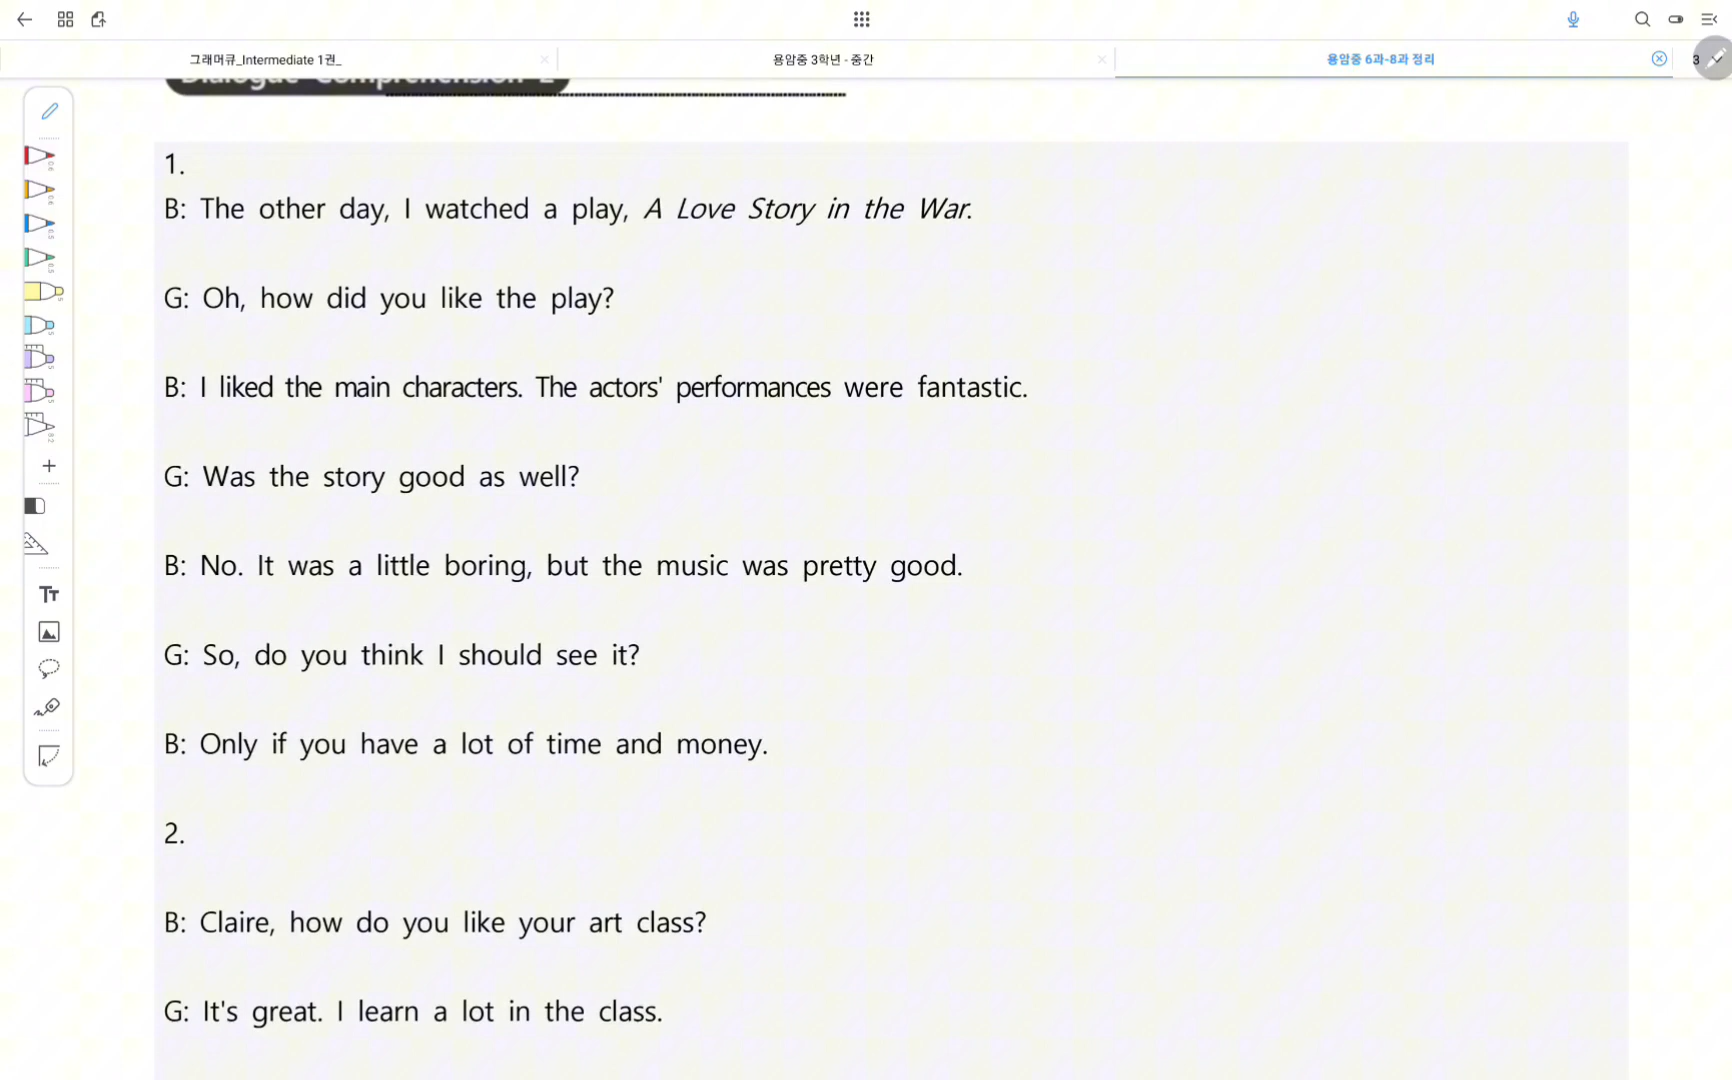 그래머큐_Intermediate 1권_
용암중 3학년 - 중간
용암중 6과-8과 정리
3
Dialogue Comprehension 2
1.
B: The other day, I watched a play, A Love Story in the War.
G: Oh, how did you like the play?
B: I liked the main characters. The actors' performances were fantastic.
G: Was the story good as well?
B: No. It was a little boring, but the music was pretty good.
G: So, do you think I should see it?
B: Only if you have a lot of time and money.
2.
B: Claire, how do you like your art class?
G: It's great. I learn a lot in the class.
Tт